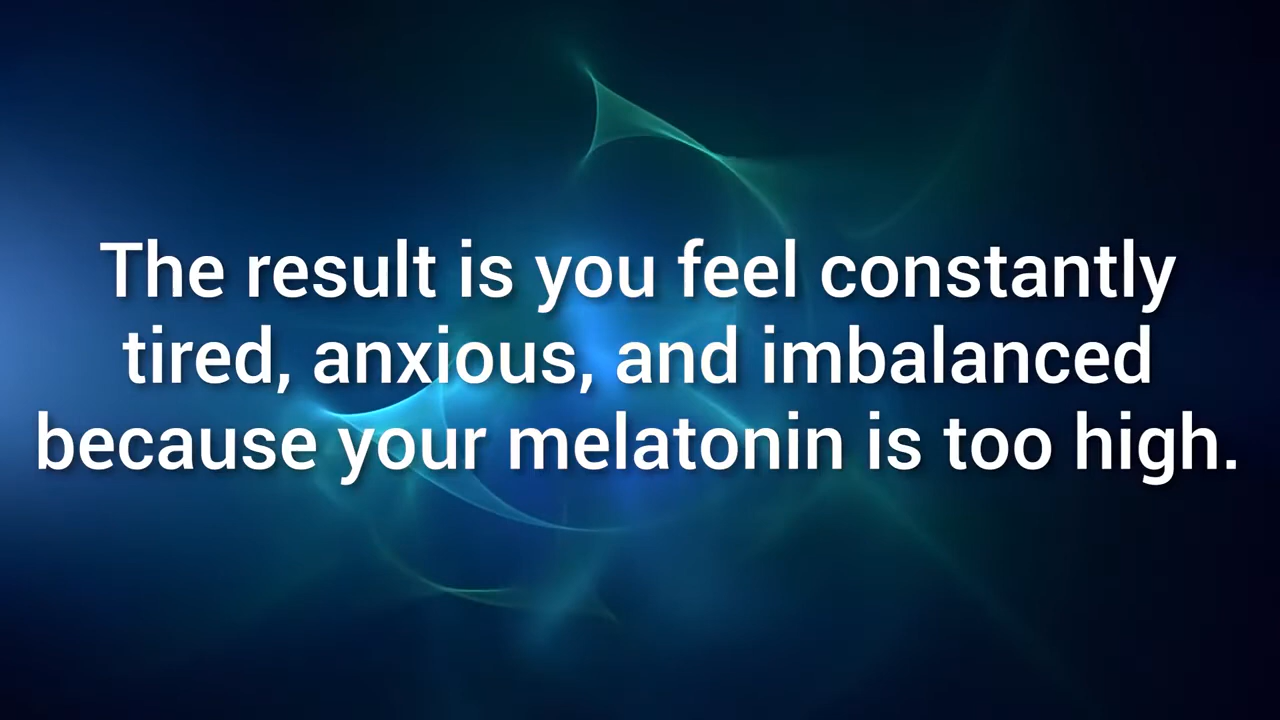 The result is you feel constantly
tired, anxious, and imbalanced
because your melatonin is too high.